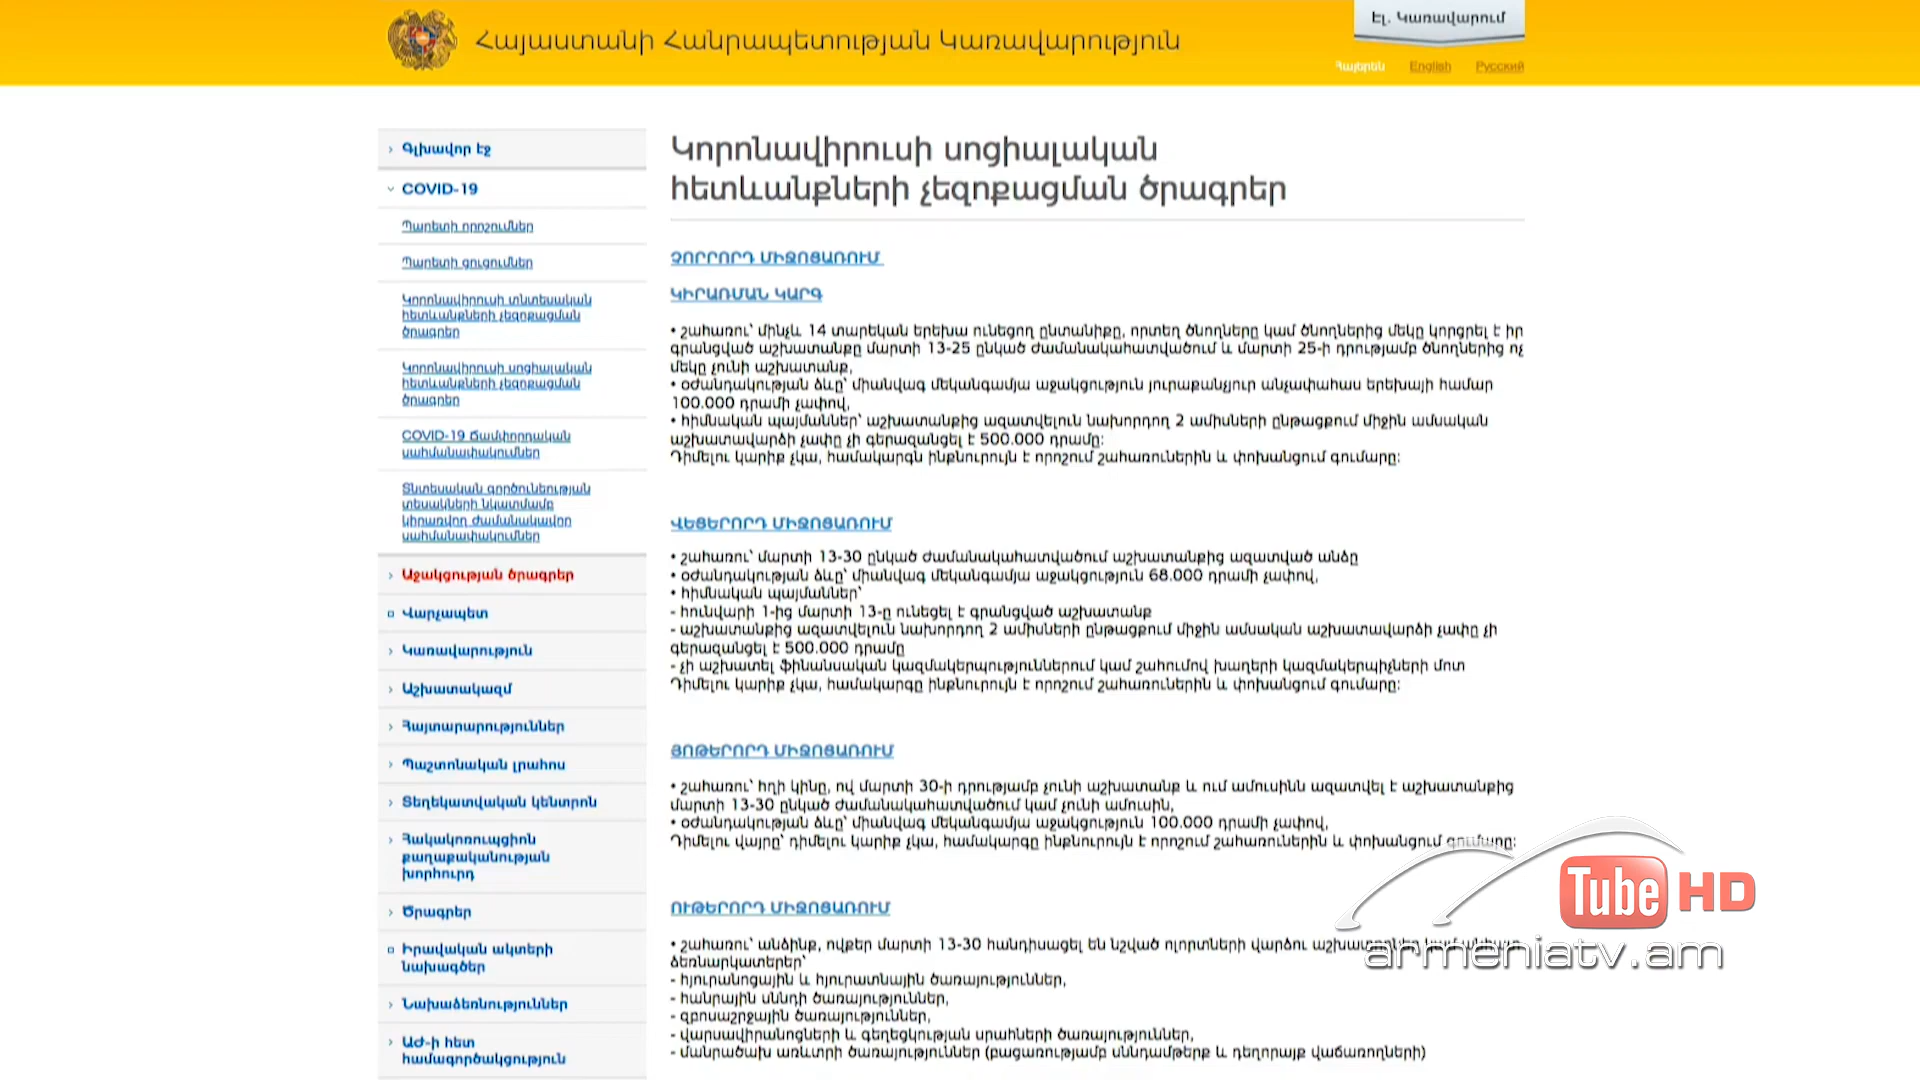 Էլ. Կառավարում
Հայաստանի Հանրապետության Կառավարություն
Հայերեն English Русский
Գլխավոր էջ
COVID-19
Պարետի որոշումներ
Պարետի ցուցումներ
Կորոնավիրուսի տնտեսական
հետևանքների չեզոքացման
ծրագրեր
Կորոնավիրուսի սոցիալական
հետևանքների չեզոքացման
ծրագրեր
COVID-19 Ճամփորդական
սահմանափակումներ
Տնտեսական գործունեության
տեսակների նկատմամբ
կիրառվող ժամանակավոր
սահմանափակումներ
Աջակցության ծրագրեր
Վարչապետ
Կառավարություն
Աշխատակազմ
Հայտարարություններ
Պաշտոնական լրահոս
Տեղեկատվական կենտրոն
Հակակոռուպցիոն
քաղաքականության
խորհուրդ
Ծրագրեր
Իրավական ակտերի
նախագծեր
Նախաձեռնություններ
ԱԺ-ի հետ
համագործակցություն
Կորոնավիրուսի սոցիալական
հետևանքների չեզոքացման ծրագրեր
ՉՈՐՐՈՐԴ ՄԻՋՈՑԱՌՈՒՄ
ԿԻՐԱՌՄԱՆ ԿԱՐԳ
• շահառու՝ մինչև 14 տարեկան երեխա ունեցող ընտանիքը, որտեղ ծնողները կամ ծնողներից մեկը կորցրել է իր
գրանցված աշխատանքը մարտի 13-25 ընկած ժամանակահատվածում և մարտի 25-ի դրությամբ ծնողներից ոչ
մեկը չունի աշխատանք,
• օժանդակության ձևը՝ միանվագ մեկանգամյա աջակցություն յուրաքանչյուր անչափահաս երեխայի համար
100.000 դրամի չափով,
• հիմնական պայմաններ՝ աշխատանքից ազատվելուն նախորդող 2 ամիսների ընթացքում միջին ամսական
աշխատավարձի չափը չի գերազանցել է 500.000 դրամը։
Դիմելու կարիք չկա, համակարգն ինքնուրույն է որոշում շահառուներին և փոխանցում գումարը։
ՎԵՑԵՐՈՐԴ ՄԻՋՈՑԱՌՈՒՄ
• շահառու՝ մարտի 13-30 ընկած ժամանակահատվածում աշխատանքից ազատված անձը
• օժանդակության ձևը՝ միանվագ մեկանգամյա աջակցություն 68.000 դրամի չափով,
• հիմնական պայմաններ՝
- հունվարի 1-ից մարտի 13-ը ունեցել է գրանցված աշխատանք
- աշխատանքից ազատվելուն նախորդող 2 ամիսների ընթացքում միջին ամսական աշխատավարձի չափը չի
գերազանցել է 500.000 դրամը
- չի աշխատել ֆինանսական կազմակերպություններում կամ շահումով խաղերի կազմակերպիչների մոտ
Դիմելու կարիք չկա, համակարգը ինքնուրույն է որոշում շահառուներին և փոխանցում գումարը։
ՅՈԹԵՐՈՐԴ ՄԻՋՈՑԱՌՈՒՄ
• շահառու՝ հղի կինը, ով մարտի 30-ի դրությամբ չունի աշխատանք և ում ամուսինն ազատվել է աշխատանքից
մարտի 13-30 ընկած ժամանակահատվածում կամ չունի ամուսին,
• օժանդակության ձևը՝ միանվագ մեկանգամյա աջակցություն 100.000 դրամի չափով,
Դիմելու վայրը՝ դիմելու կարիք չկա, համակարգը ինքնուրույն է որոշում շահառուներին և փոխանցում գումարը։
ՈՒԹԵՐՈՐԴ ՄԻՋՈՑԱՌՈՒՄ
• շահառու՝ անձինք, ովքեր մարտի 13-30 հանդիսացել են նշված ոլորտների վարձու
ձեռնարկատերեր՝
- հյուրանոցային և հյուրատնային ծառայություններ,
- հանրային սննդի ծառայություններ,
- զբոսաշրջային ծառայություններ,
- վարսավիրանոցների և գեղեցկության սրահների ծառայություններ,
- մանրածախ առևտրի ծառայություններ (բացառությամբ սննդամթերք և դեղորայք վաճառողների)
Tube HD
armeniatv.am